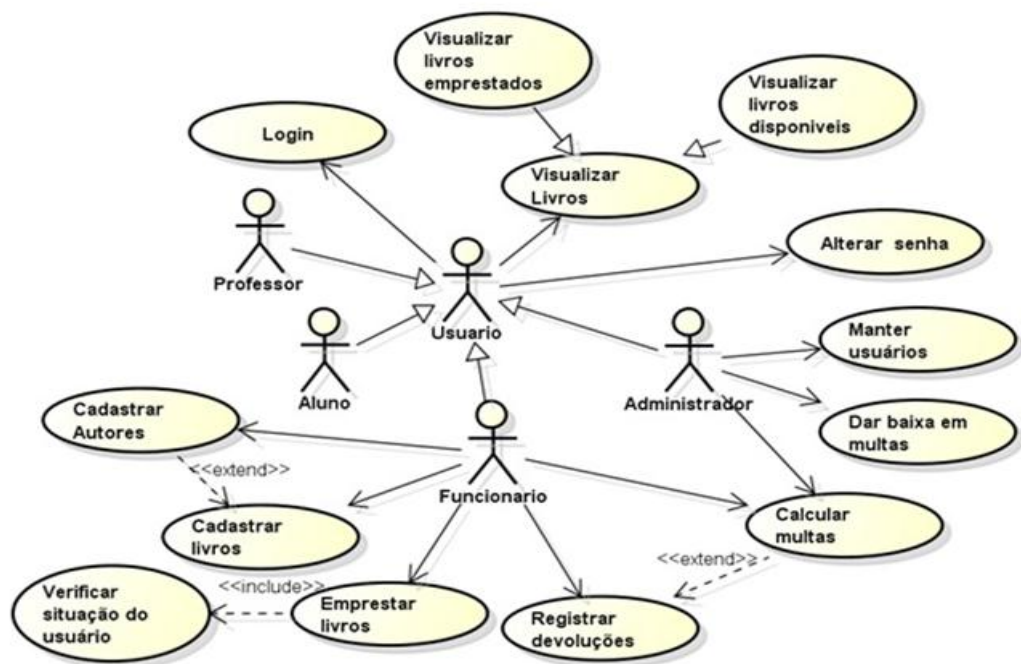 Visualizar
livros
emprestados
Visualizar
livros
disponiveis
Login
Visualizar
Livros
Professor
Alterar senha
Usuario
Manter
usuários
Aluno
Administrador
Cadastrar
Autores
Dar baixa em
multas
<<extend>>
Funcionario
Cadastrar
livros
Calcular
multas
<<extend>>
Verificar
situação do
usuário
<<include>>
Emprestar
livros
Registrar
devoluções